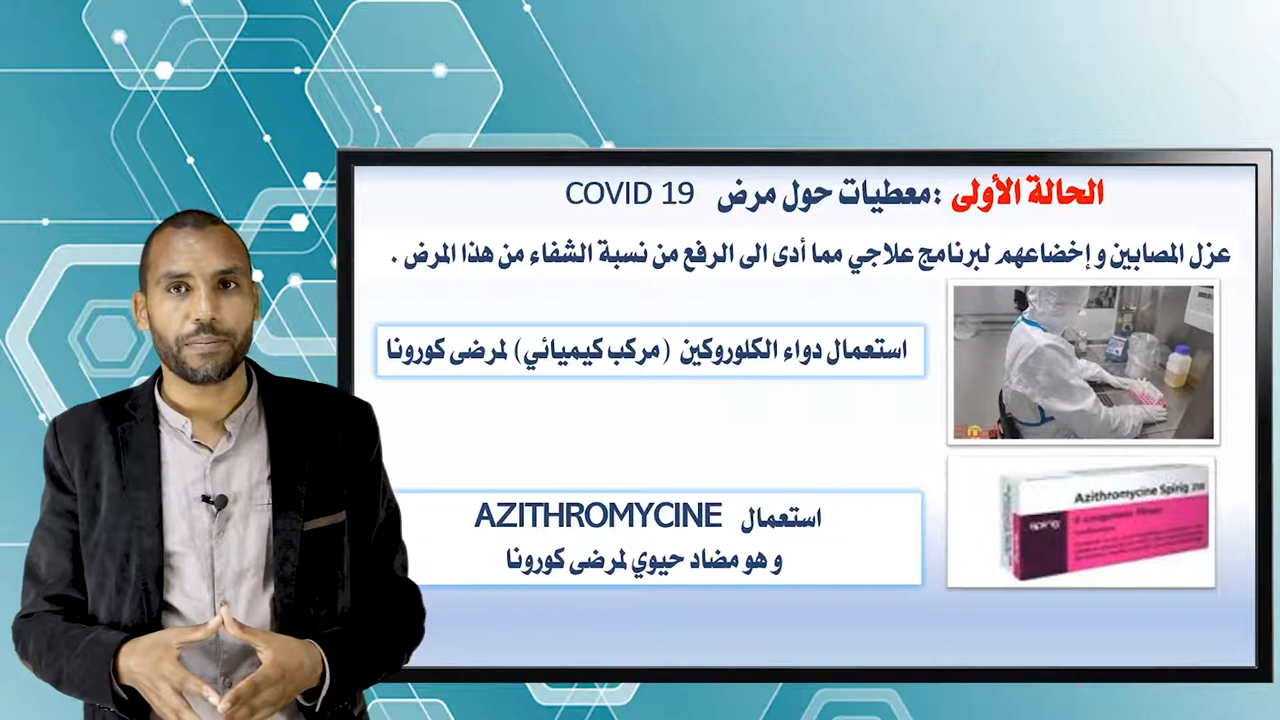 الحالة الأولى :معطيات حول مرض COVID 19
عزل المصابين و إخضاعهم لبرنامج علاجي مما أدى الى الرفع من نسبة الشفاء من هذا المرض .
استعمال دواء الكلوروكين (مركب كيميائي) لمرضى كورونا
استعمال AZITHROMYCINE
و هو مضاد حيوي لمرضى كورونا
Azithromycine Spirig
spirig